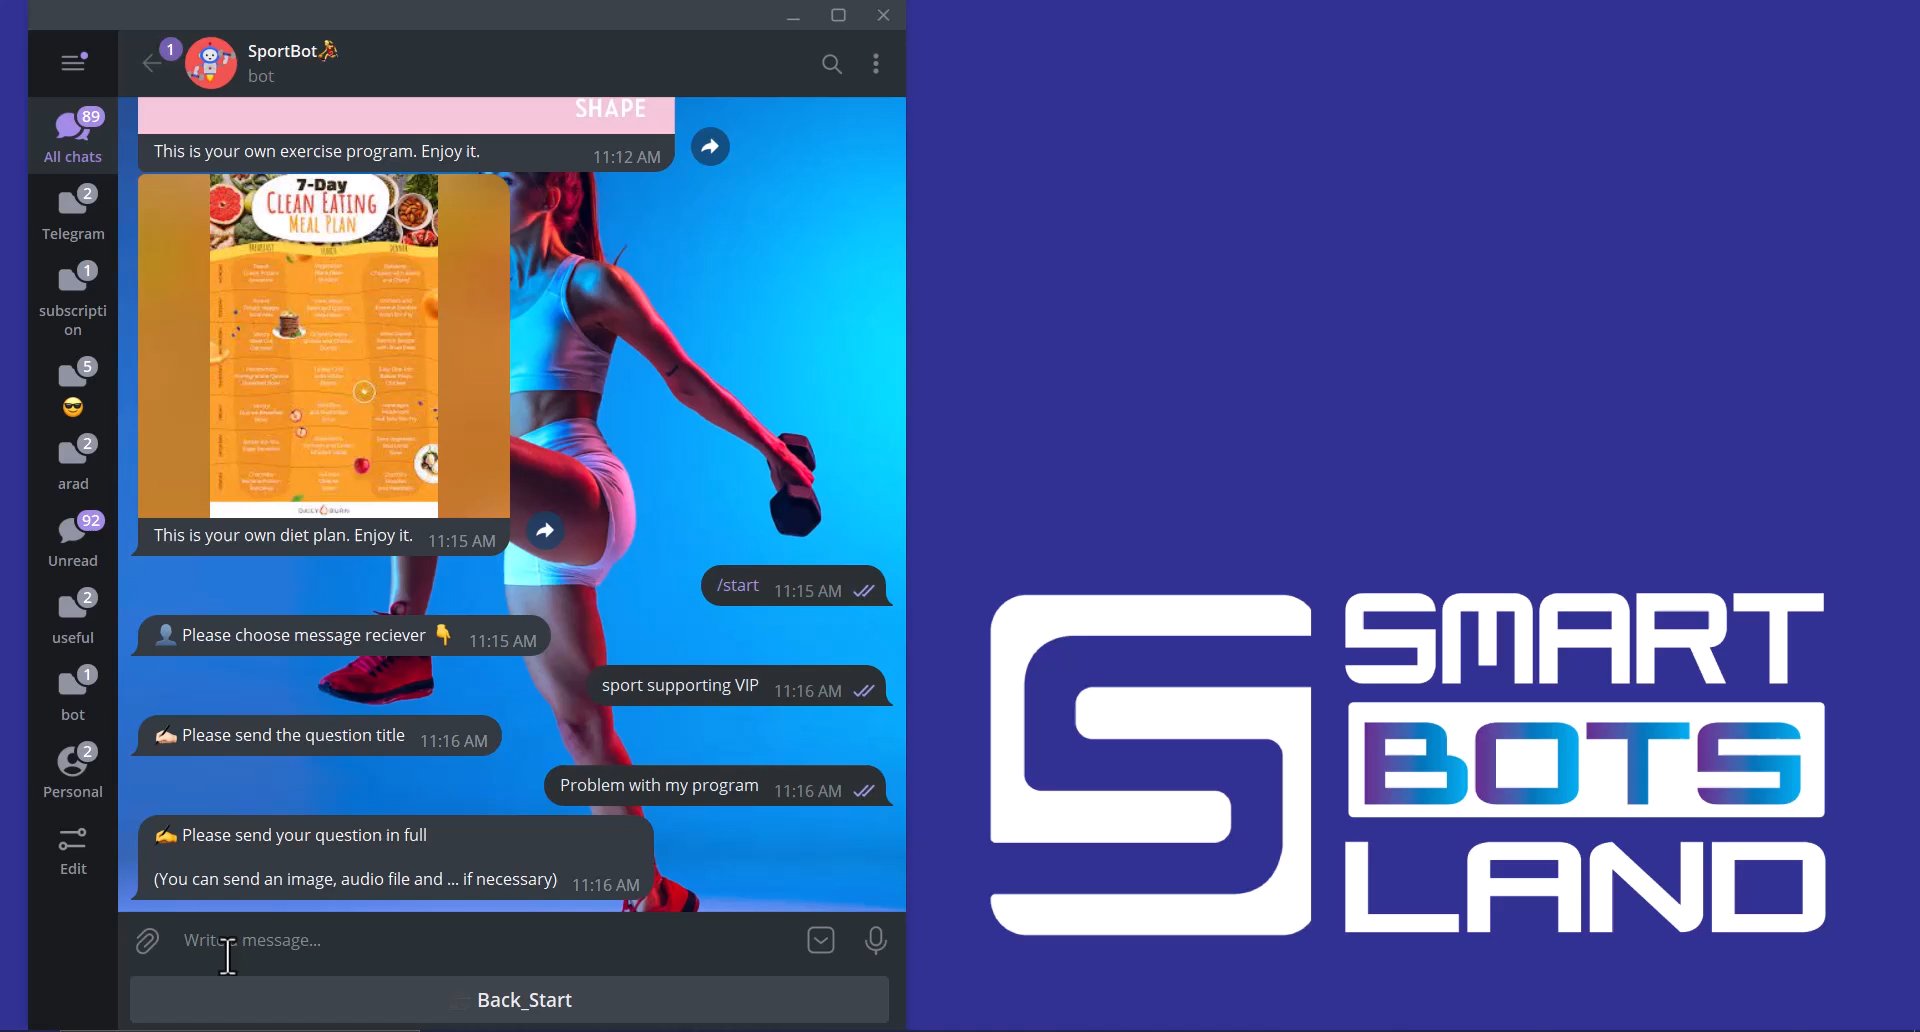 1
SportBot
bot
89
All chats
2
Telegram
1
subscripti
on
5
2
arad
92
Unread
2
useful
1
bot
2
Personal
Edit
SHAPE
This is your own exercise program. Enjoy it. 11:12 AM
7-Day
CLEAN EATING
MEAL PLAN
BREAKFAST LUNCH DINNER
DAILY BURN
This is your own diet plan. Enjoy it. 11:15 AM
/start 11:15 AM
Please choose message reciever 11:15 AM
sport supporting VIP 11:16 AM
Please send the question title 11:16 AM
Problem with my program 11:16 AM
Please send your question in full
(You can send an image, audio file and ... if necessary) 11:16 AM
Write a message...
Back_Start
SMART
BOTS
LAND